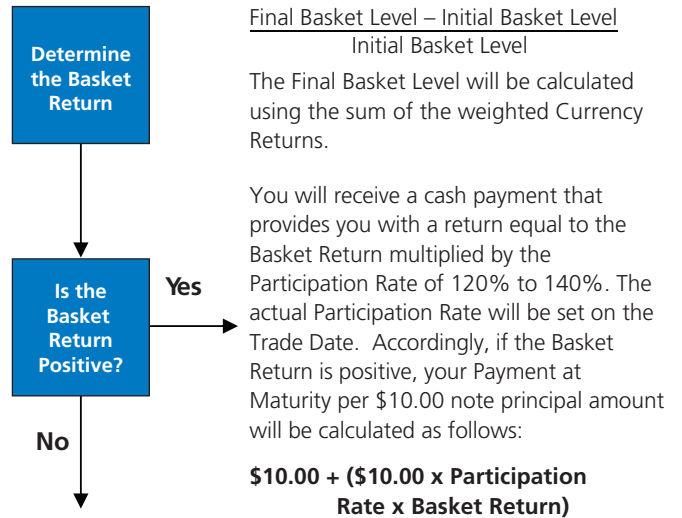 Determine
the Basket
Return
Final Basket Level – Initial Basket Level
Initial Basket Level
The Final Basket Level will be calculated
using the sum of the weighted Currency
Returns.
Is the
Basket
Return
Positive?
Yes
You will receive a cash payment that
provides you with a return equal to the
Basket Return multiplied by the
Participation Rate of 120% to 140%. The
actual Participation Rate will be set on the
Trade Date.  Accordingly, if the Basket
Return is positive, your Payment at
Maturity per $10.00 note principal amount
will be calculated as follows:
$10.00 + ($10.00 x Participation
Rate x Basket Return)
No